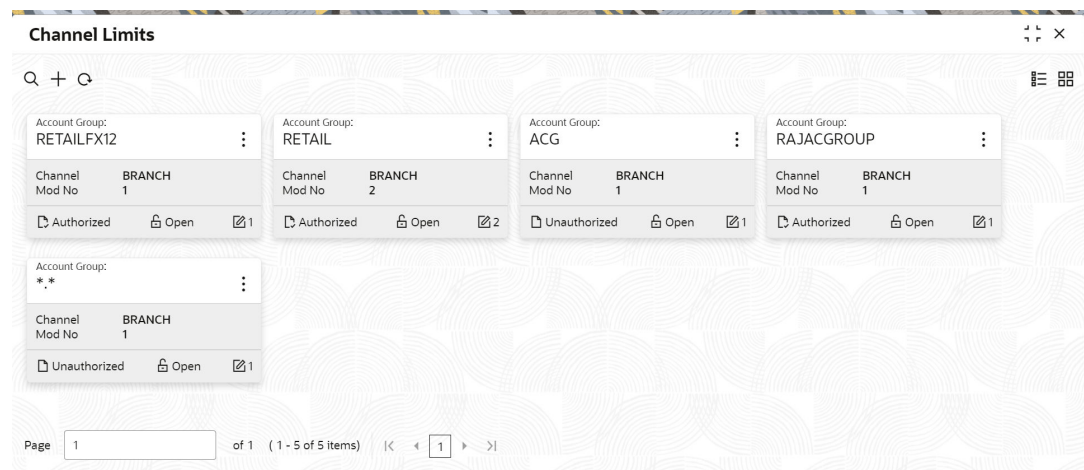 Channel Limits
Account Group:
RETAILFX12
Channel BRANCH
Mod No 1
Authorized Open 1
Account Group:
RETAIL
Channel BRANCH
Mod No 2
Authorized Open 2
Account Group:
ACG
Channel BRANCH
Mod No 1
Unauthorized Open 1
Account Group:
RAJACGROUP
Channel BRANCH
Mod No 1
Authorized Open 1
Account Group:
*.*
Channel BRANCH
Mod No 1
Unauthorized Open 1
Page 1 of 1 ( 1 - 5 of 5 items) 1